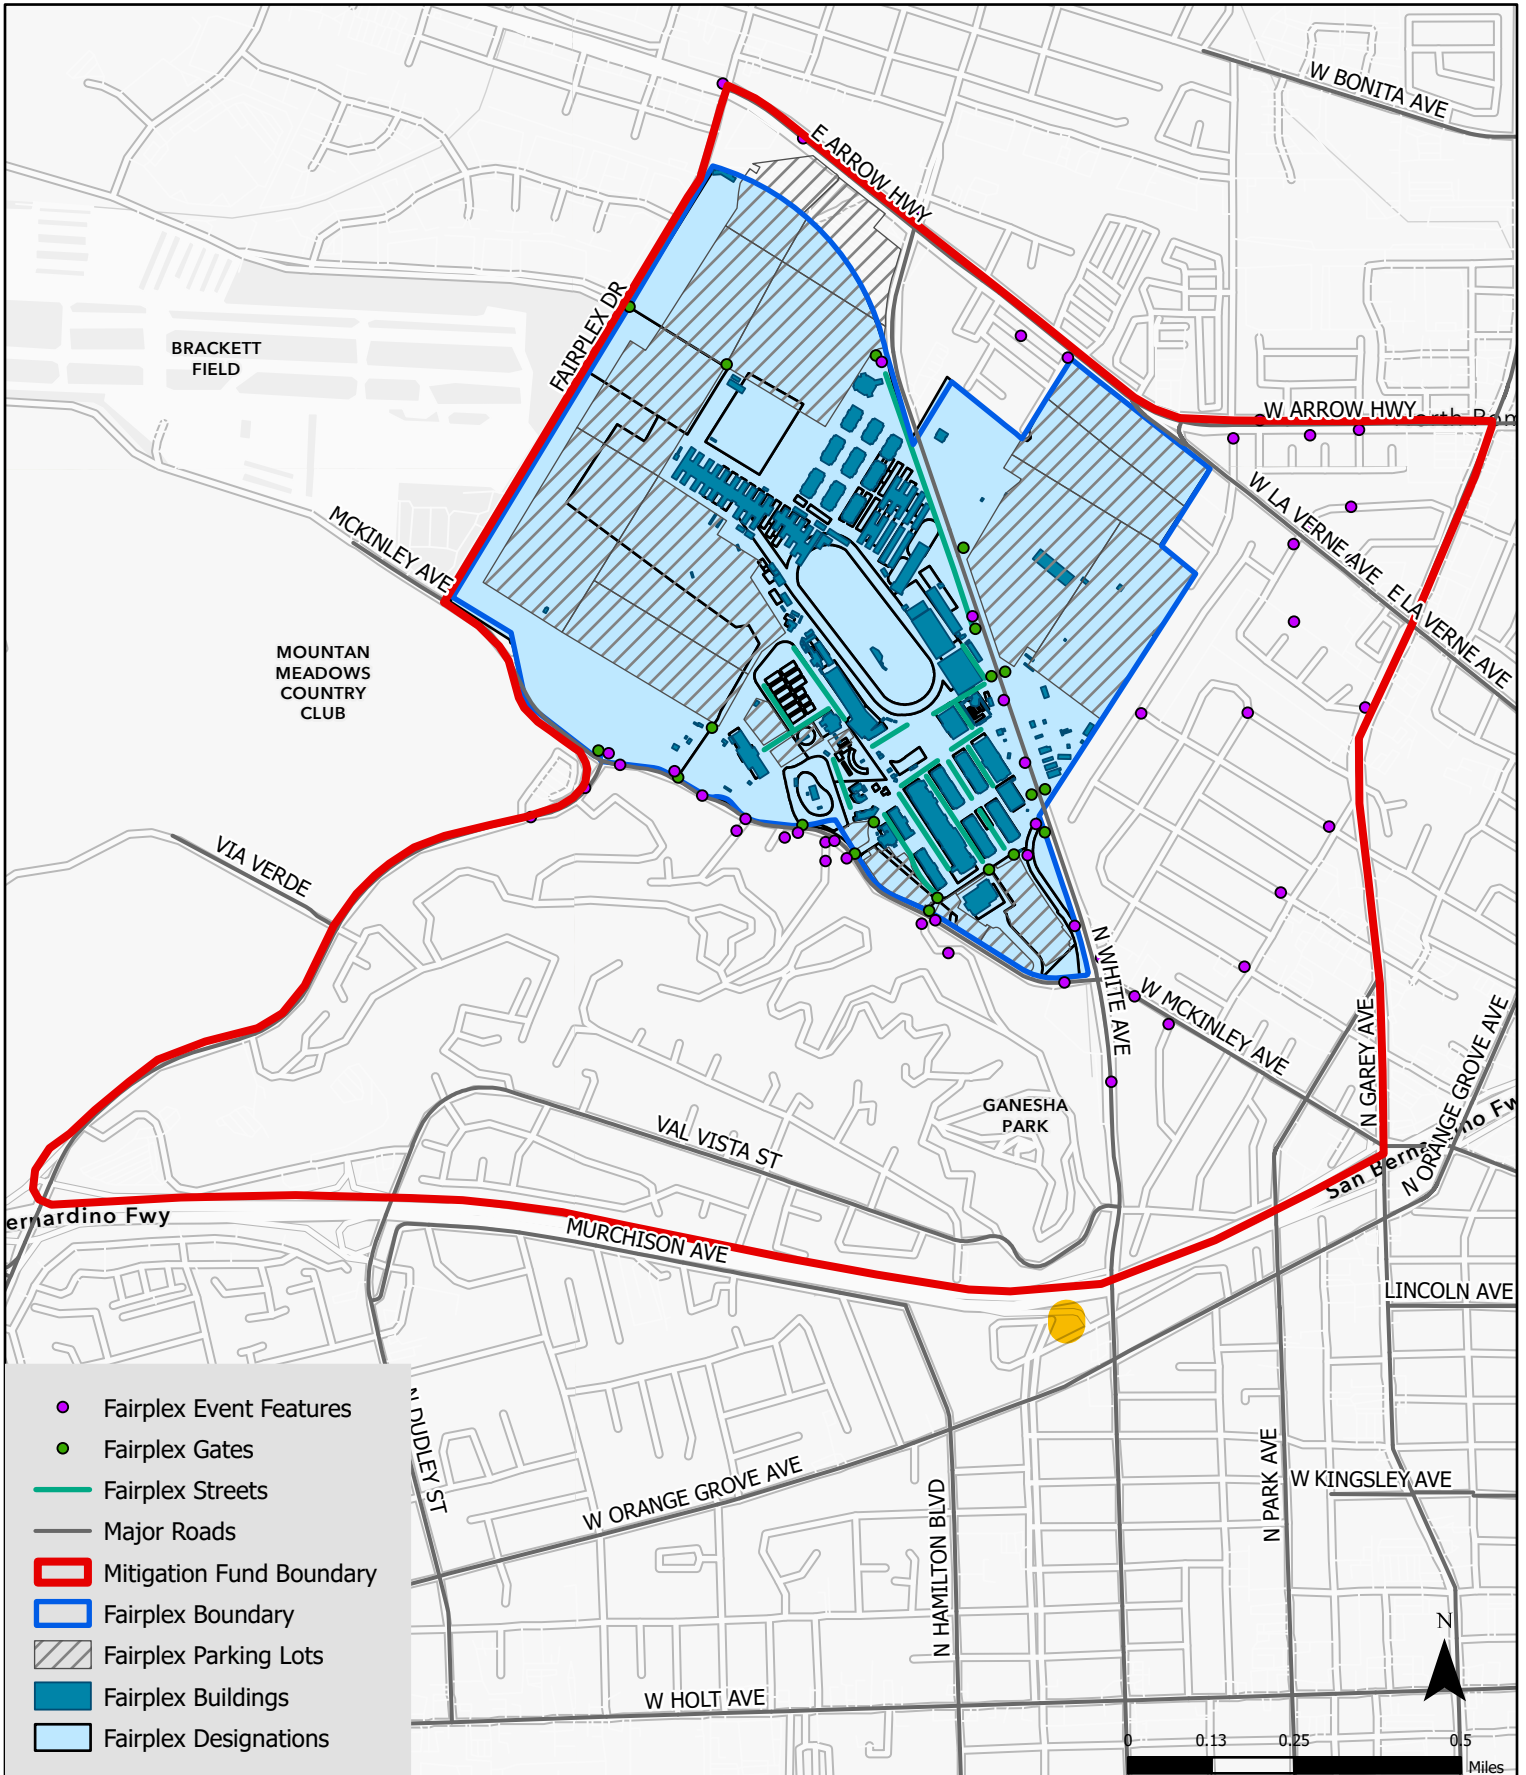 W BONITA AVE
E ARROW HWY
FAIRPLEX DR
BRACKETT
FIELD
W ARROW HWY
W LA VERNE AVE
E LA VERNE AVE
MCKINLEY AVE
MOUNTAN
MEADOWS
COUNTRY
CLUB
VIA VERDE
N WHITE AVE
W MCKINLEY AVE
N GAREY AVE
N ORANGE GROVE AVE
GANESHA
PARK
VAL VISTA ST
San Bernardino Fw
ernardino Fwy
MURCHISON AVE
LINCOLN AVE
N DUDLEY ST
W ORANGE GROVE AVE
N HAMILTON BLVD
N PARK AVE
W KINGSLEY AVE
W HOLT AVE
Fairplex Event Features
Fairplex Gates
Fairplex Streets
Major Roads
Mitigation Fund Boundary
Fairplex Boundary
Fairplex Parking Lots
Fairplex Buildings
Fairplex Designations
N
0 0.13 0.25 0.5
Miles